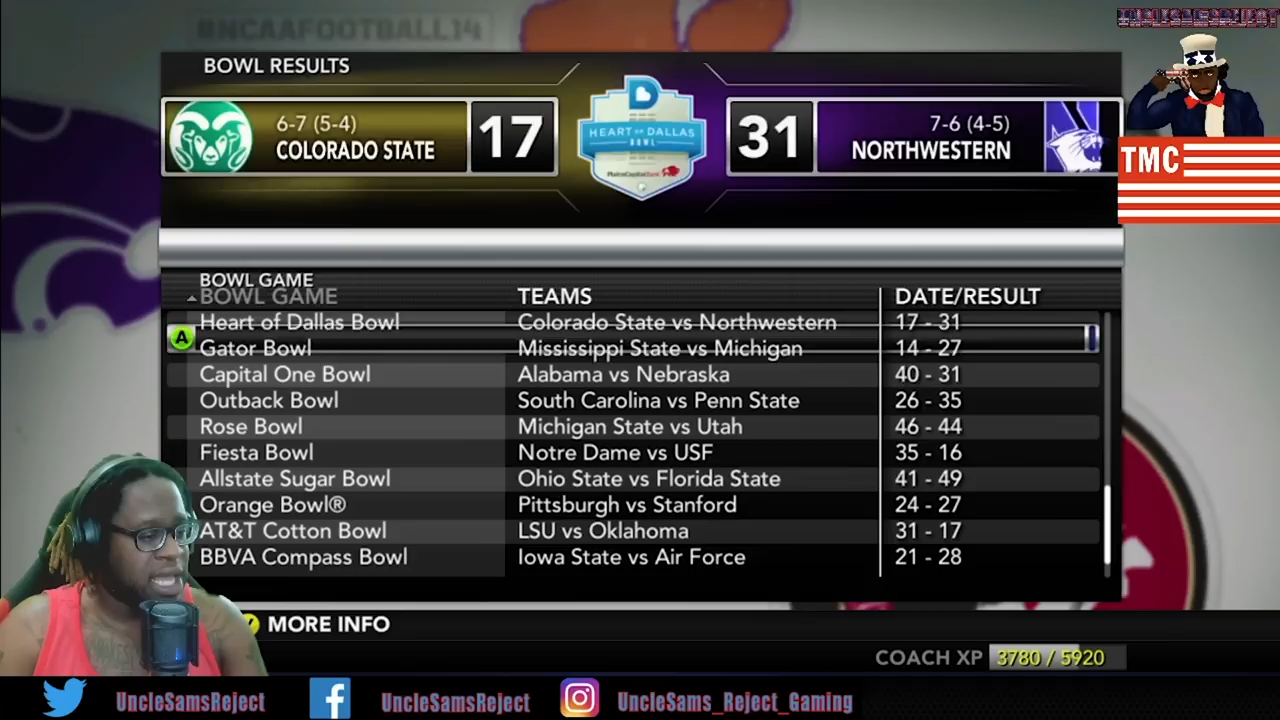 #NCAAFOOTBALL14
BOWL RESULTS
6-7 (5-4)
COLORADO STATE
17
HEART OF DALLAS
BOWL
31
7-6 (4-5)
NORTHWESTERN
TMC
BOWL GAME
BOWL GAME TEAMS DATE/RESULT
Heart of Dallas Bowl Colorado State vs Northwestern 17 - 31
A
Gator Bowl Mississippi State vs Michigan 14 - 27
Capital One Bowl Alabama vs Nebraska 40 - 31
Outback Bowl South Carolina vs Penn State 26 - 35
Rose Bowl Michigan State vs Utah 46 - 44
Fiesta Bowl Notre Dame vs USF 35 - 16
Allstate Sugar Bowl Ohio State vs Florida State 41 - 49
Orange Bowl® Pittsburgh vs Stanford 24 - 27
AT&T Cotton Bowl LSU vs Oklahoma 31 - 17
BBVA Compass Bowl Iowa State vs Air Force 21 - 28
Y MORE INFO
COACH XP 3780 / 5920
UncleSamsReject UncleSamsReject UncleSams_Reject_Gaming